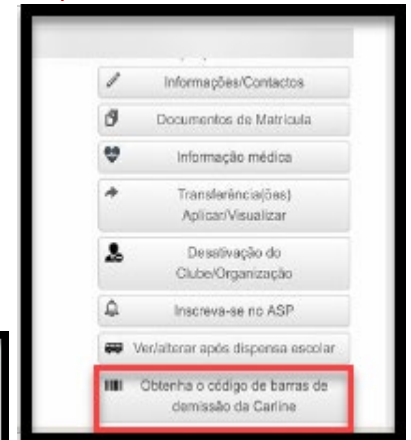 Informações/Contactos
Documentos de Matrícula
Informação médica
Transferência(ões)
Aplicar/Visualizar
Desativação do
Clube/Organização
Inscreva-se no ASP
Ver/alterar após dispensa escolar
Obtenha o código de barras de
demissão da Carline